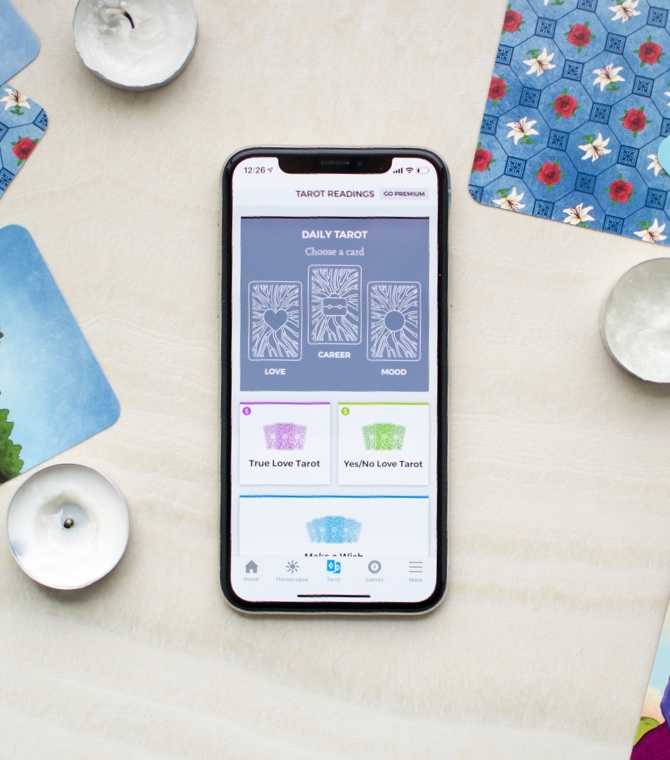 12:26
TAROT READINGS
GO PREMIUM
DAILY TAROT
Choose a card
LOVE
CAREER
MOOD
$
$
True Love Tarot
Yes/No Love Tarot
Make a Wish
Home
Horoscopes
Tarot
Games
More